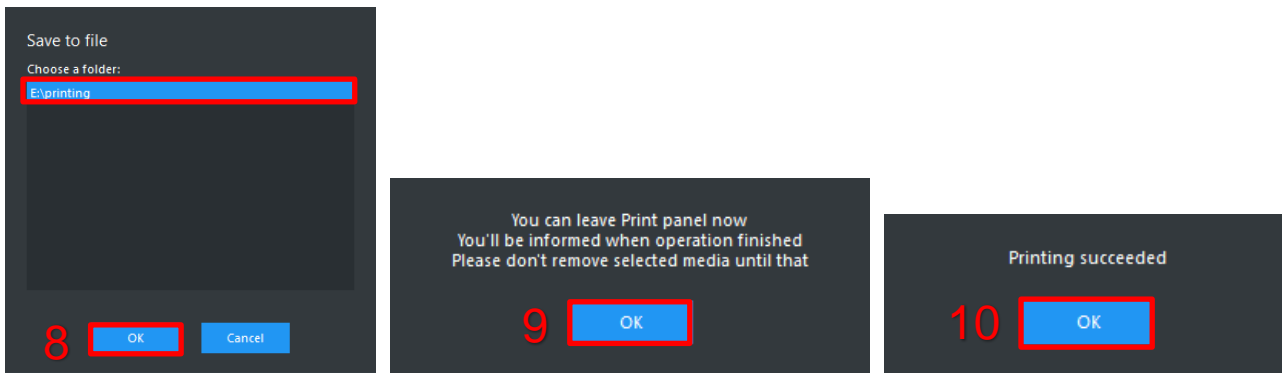 Save to file
Choose a folder:
E:\printing
8
OK
Cancel
You can leave Print panel now
You'll be informed when operation finished
Please don't remove selected media until that
9
OK
Printing succeeded
10
OK